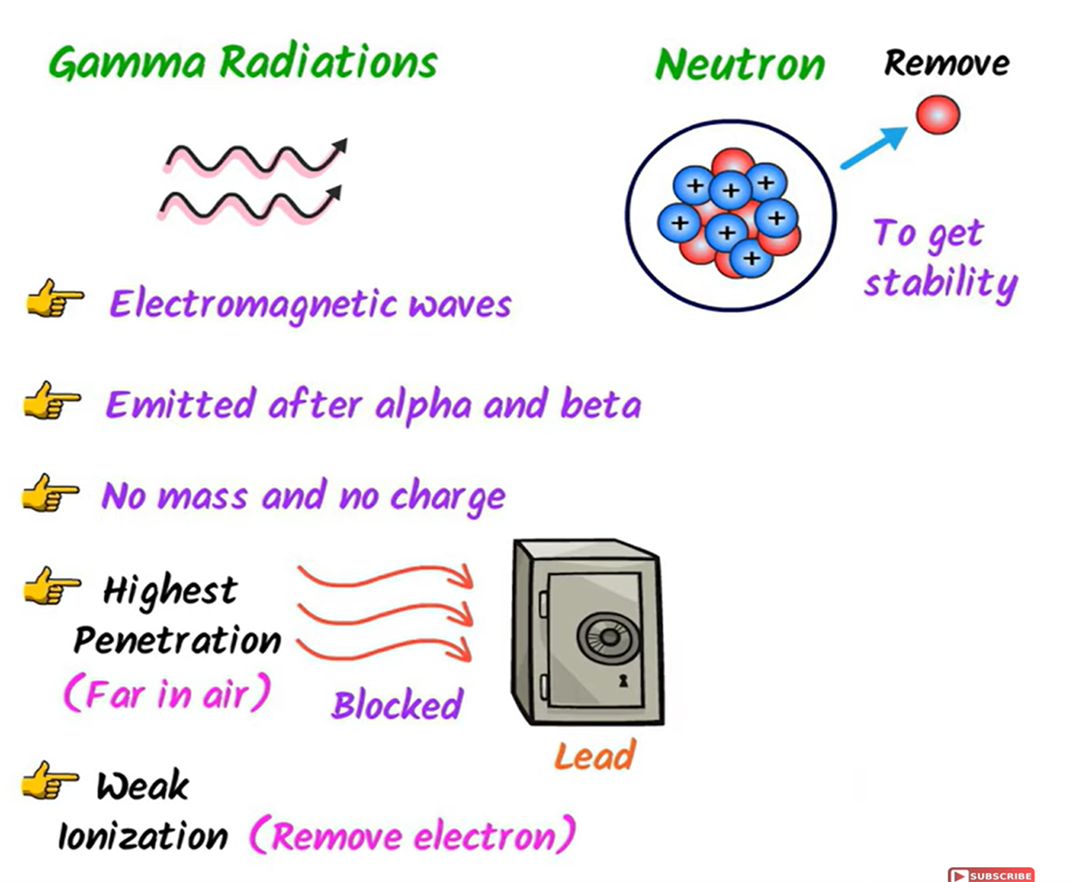 Gamma Radiations
Electromagnetic waves
Emitted after alpha and beta
No mass and no charge
Highest
Penetration
(Far in air)
Blocked
Lead
Weak
Ionization (Remove electron)
Neutron
Remove
+ + +
+ + +
+
To get
stability
SUBSCRIBE